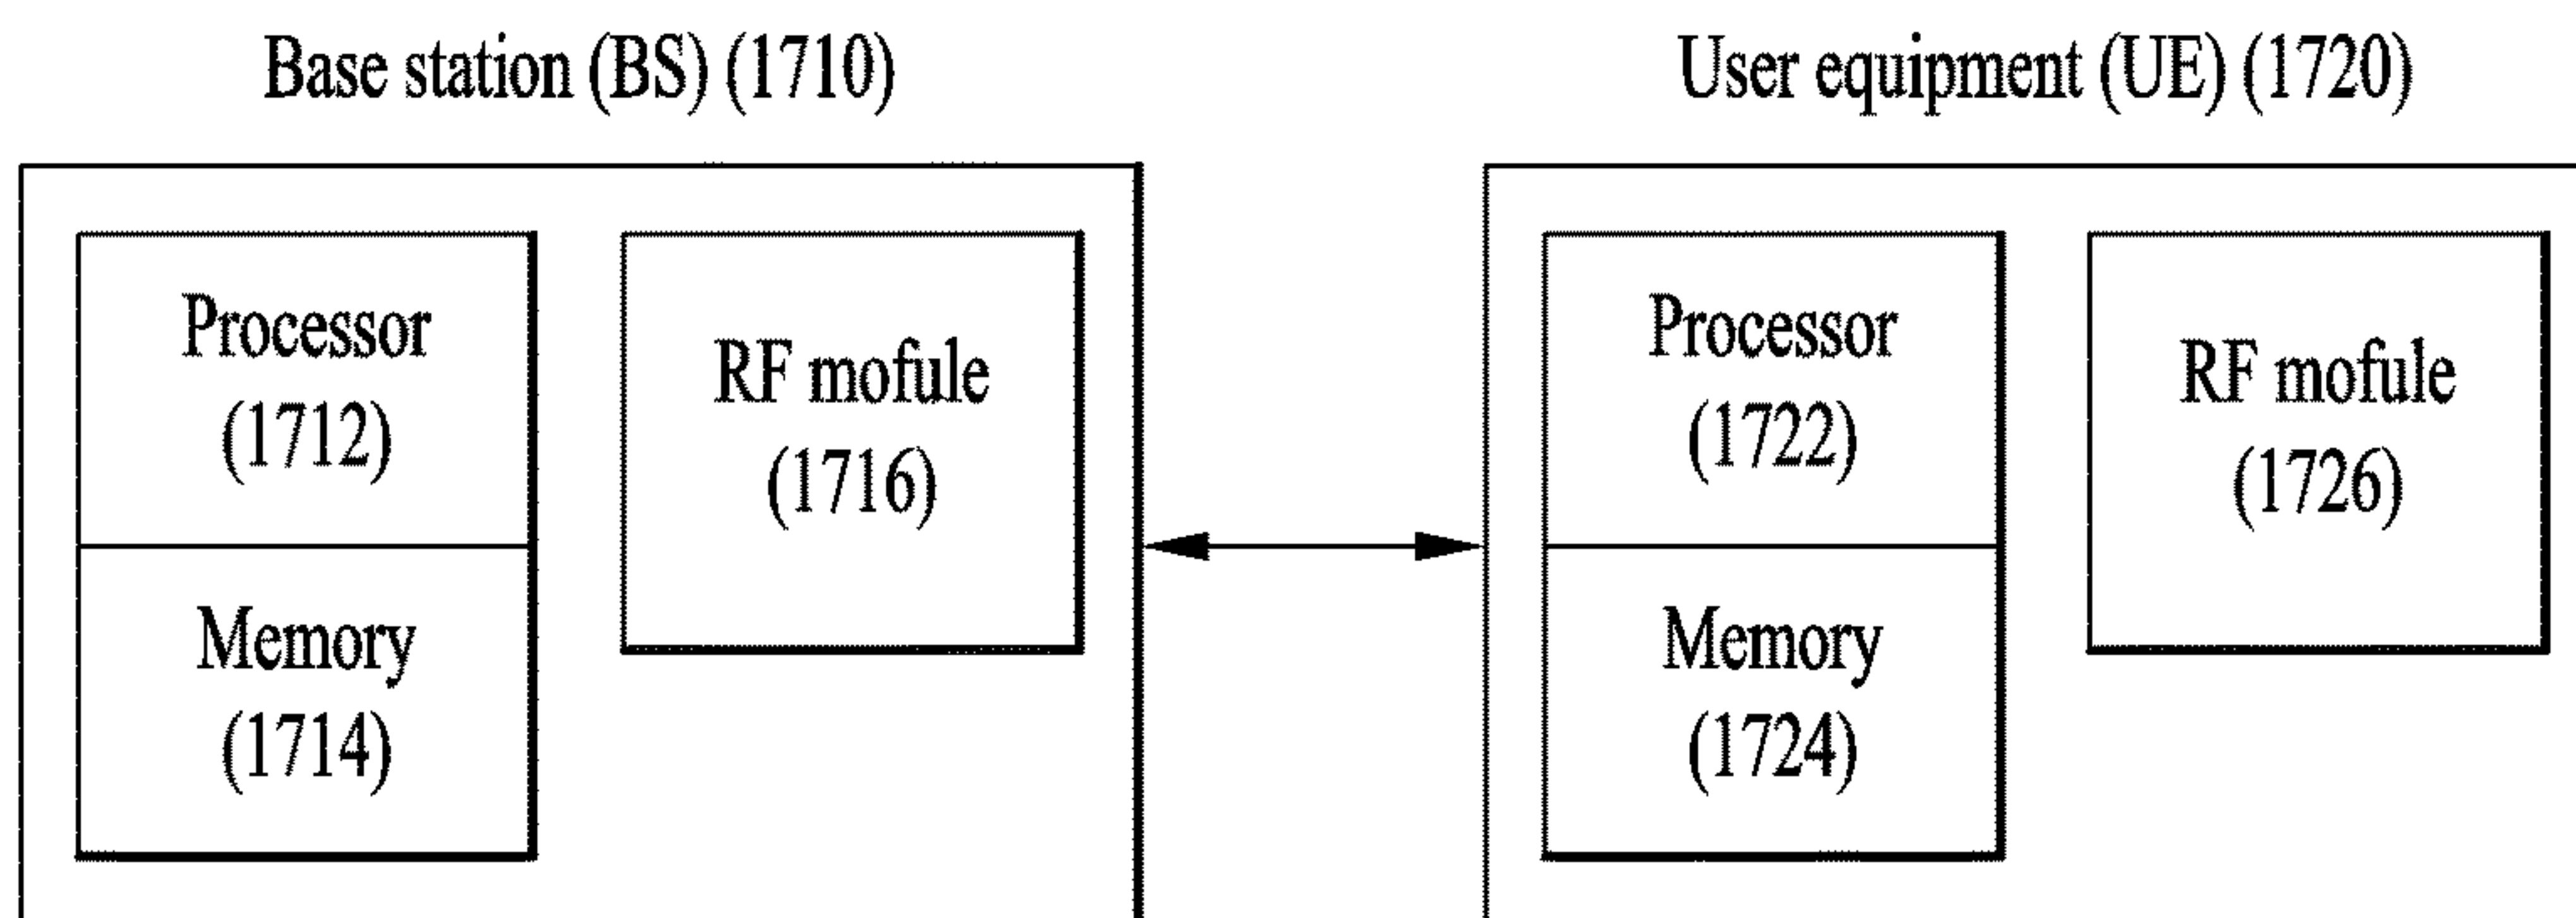 Base station (BS) (1710)
Processor
(1712)
Memory
(1714)
RF mofule
(1716)
User equipment (UE) (1720)
Processor
(1722)
Memory
(1724)
RF mofule
(1726)